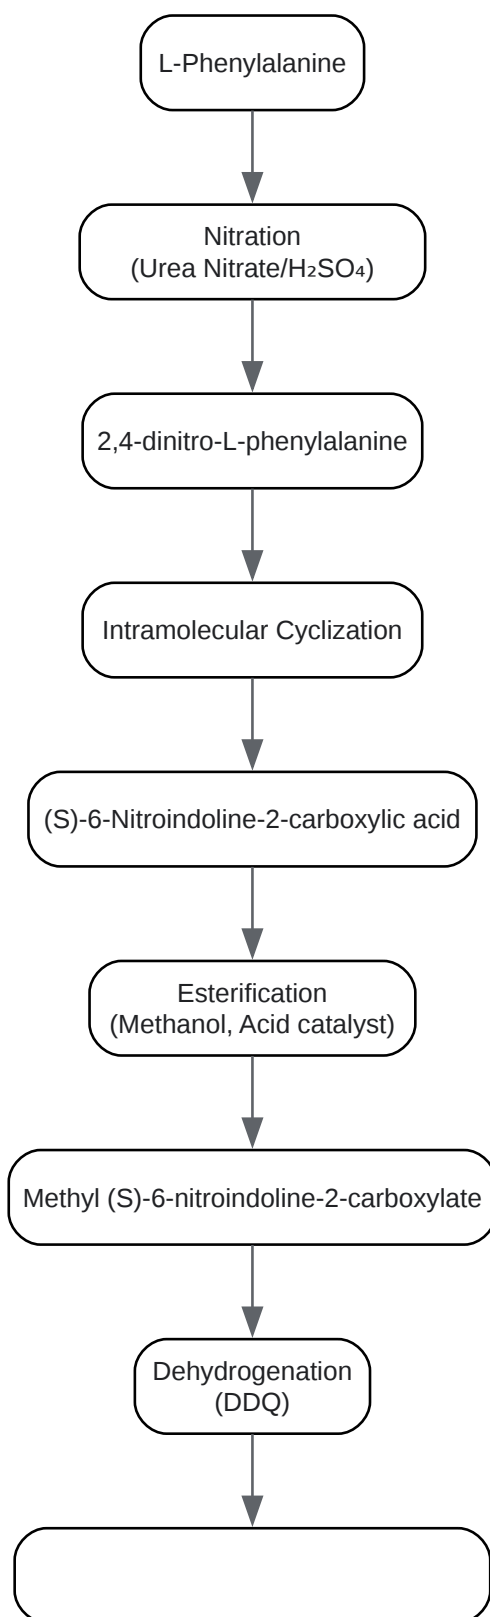 L-Phenylalanine
Nitration
(Urea Nitrate/H₂SO₄)
2,4-dinitro-L-phenylalanine
Intramolecular Cyclization
(S)-6-Nitroindoline-2-carboxylic acid
Esterification
(Methanol, Acid catalyst)
Methyl (S)-6-nitroindoline-2-carboxylate
Dehydrogenation
(DDQ)